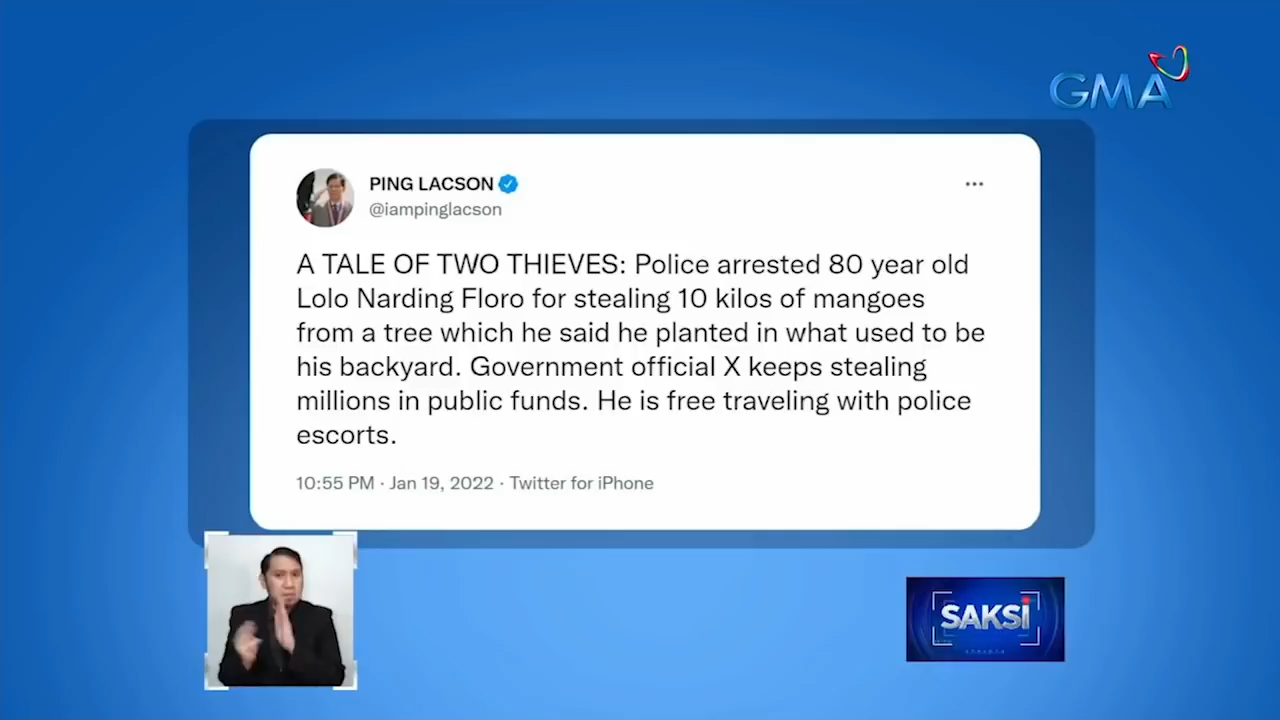 GMA
PING LACSON
@iampinglacson
A TALE OF TWO THIEVES: Police arrested 80 year old
Lolo Narding Floro for stealing 10 kilos of mangoes
from a tree which he said he planted in what used to be
his backyard. Government official X keeps stealing
millions in public funds. He is free traveling with police
escorts.
10:55 PM · Jan 19, 2022 · Twitter for iPhone
SAKSI